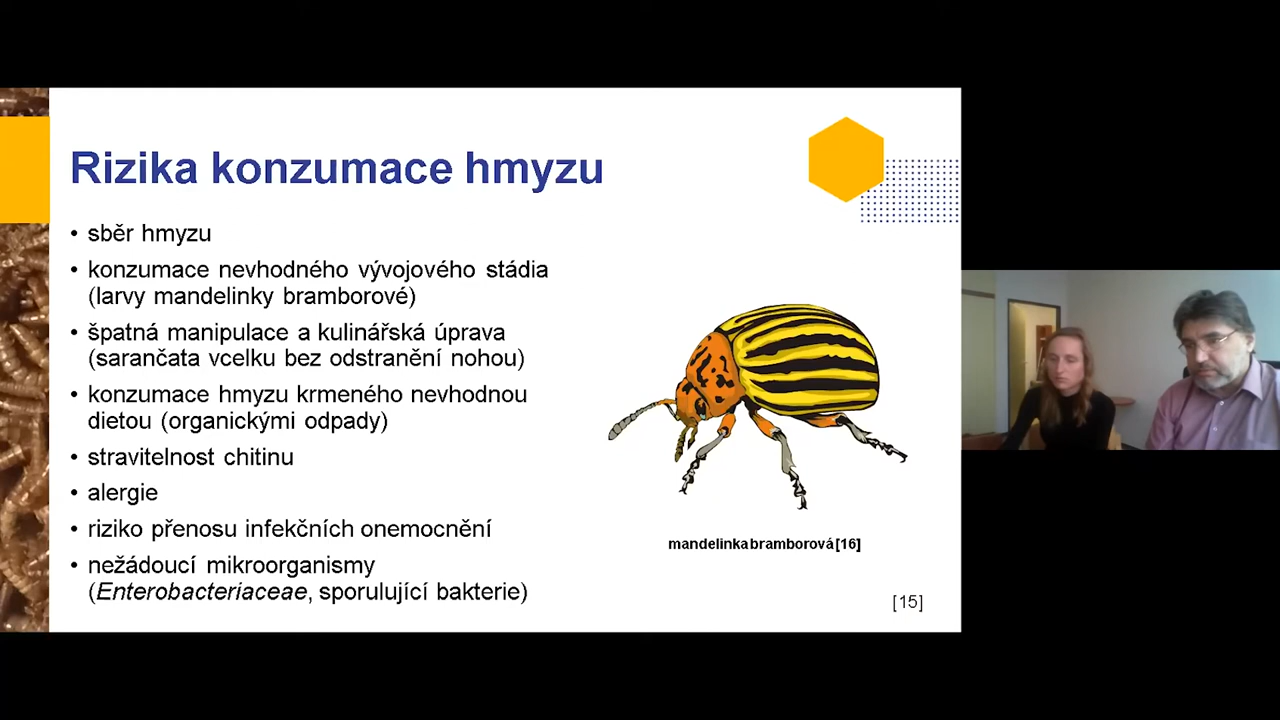 Rizika konzumace hmyzu
• sběr hmyzu
• konzumace nevhodného vývojového stádia
(larvy mandelinky bramborové)
• špatná manipulace a kulinářská úprava
(sarančata vcelku bez odstranění nohou)
• konzumace hmyzu krmeného nevhodnou
dietou (organickými odpady)
• stravitelnost chitinu
• alergie
• riziko přenosu infekčních onemocnění
• nežádoucí mikroorganismy
(Enterobacteriaceae, sporulující bakterie)
mandelinka bramborová [16]
[15]